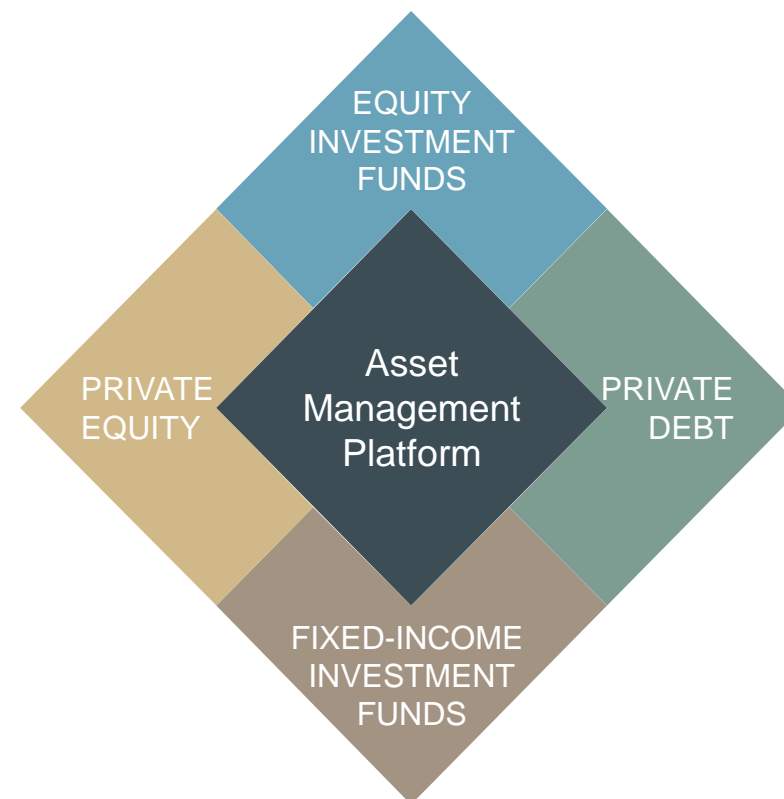 EQUITY
INVESTMENT
FUNDS
PRIVATE
EQUITY
Asset
Management
Platform
PRIVATE
DEBT
FIXED-INCOME
INVESTMENT
FUNDS